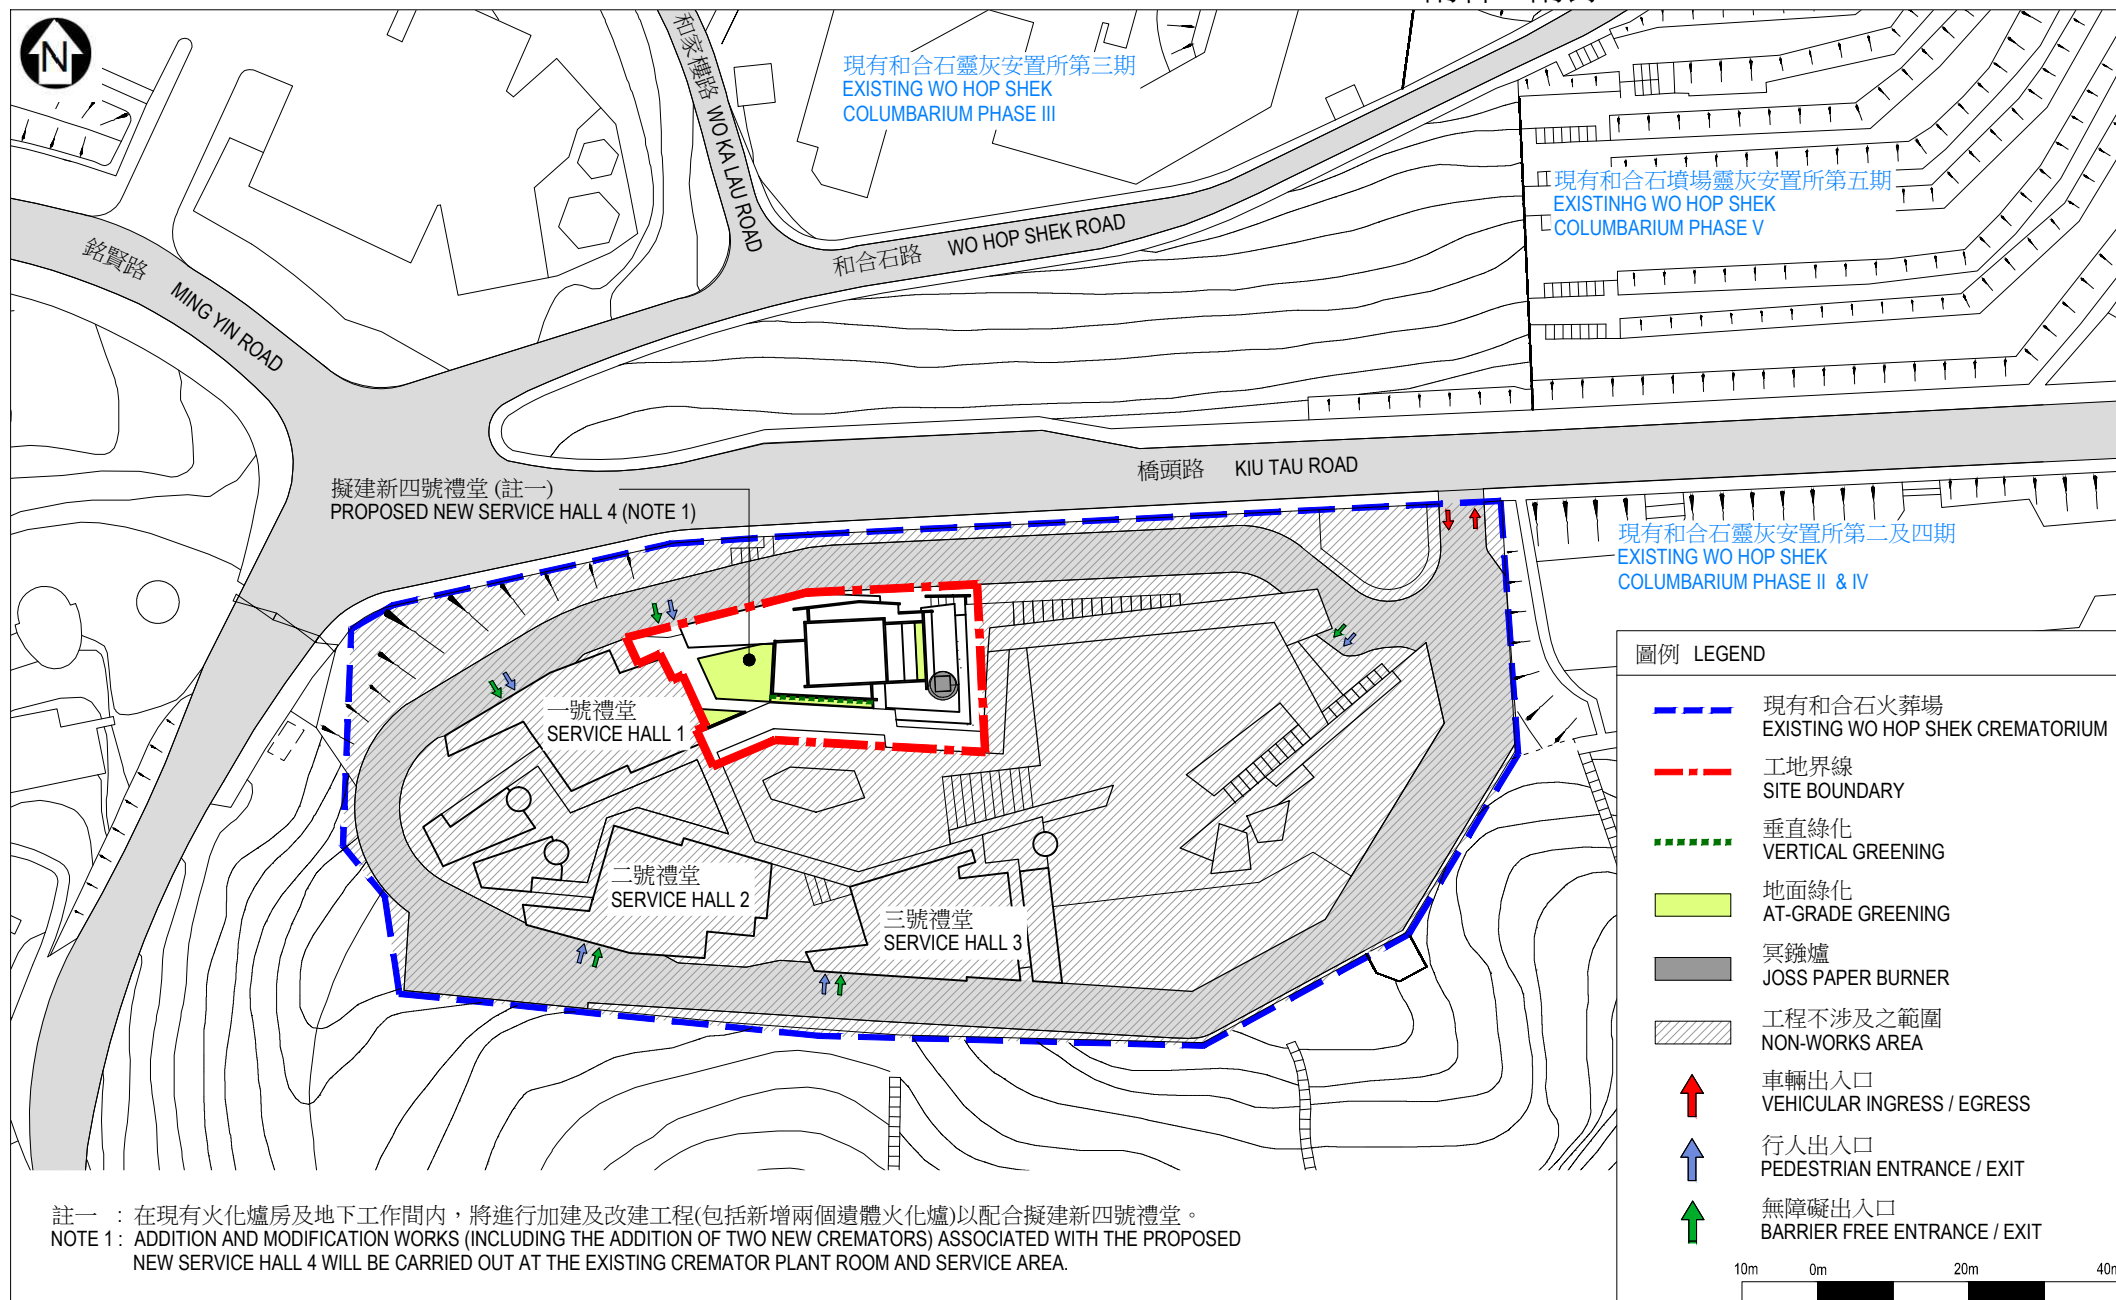 N
和家樓路 WO KA LAU ROAD
現有和合石靈灰安置所第三期
EXISTING WO HOP SHEK
COLUMBARIUM PHASE III
現有和合石墳場靈灰安置所第五期
EXISTINHG WO HOP SHEK
COLUMBARIUM PHASE V
銘賢路 MING YIN ROAD
和合石路 WO HOP SHEK ROAD
橋頭路 KIU TAU ROAD
擬建新四號禮堂 (註一)
PROPOSED NEW SERVICE HALL 4 (NOTE 1)
現有和合石靈灰安置所第二及四期
EXISTING WO HOP SHEK
COLUMBARIUM PHASE II & IV
一號禮堂
SERVICE HALL 1
二號禮堂
SERVICE HALL 2
三號禮堂
SERVICE HALL 3
圖例 LEGEND
現有和合石火葬場
EXISTING WO HOP SHEK CREMATORIUM
工地界線
SITE BOUNDARY
垂直綠化
VERTICAL GREENING
地面綠化
AT-GRADE GREENING
冥鏹爐
JOSS PAPER BURNER
工程不涉及之範圍
NON-WORKS AREA
車輛出入口
VEHICULAR INGRESS / EGRESS
行人出入口
PEDESTRIAN ENTRANCE / EXIT
無障礙出入口
BARRIER FREE ENTRANCE / EXIT
10m 0m 20m 40m
註一 : 在現有火化爐房及地下工作間內，將進行加建及改建工程(包括新增兩個遺體火化爐)以配合擬建新四號禮堂。
NOTE 1 : ADDITION AND MODIFICATION WORKS (INCLUDING THE ADDITION OF TWO NEW CREMATORS) ASSOCIATED WITH THE PROPOSED
NEW SERVICE HALL 4 WILL BE CARRIED OUT AT THE EXISTING CREMATOR PLANT ROOM AND SERVICE AREA.